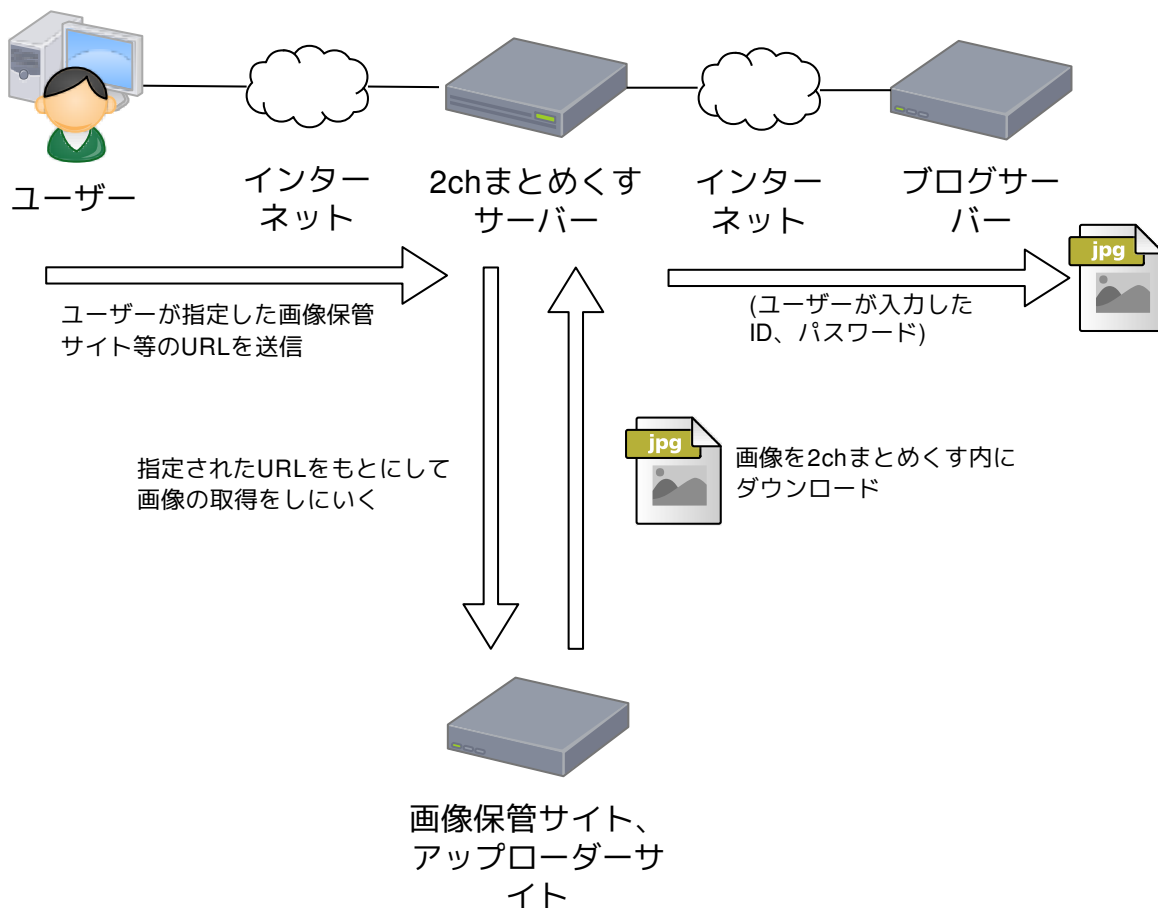 ユーザー
インター
ネット
2chまとめくす
サーバー
インター
ネット
ブログサー
バー
jpg
ユーザーが指定した画像保管
サイト等のURLを送信
(ユーザーが入力した
ID、パスワード)
指定されたURLをもとにして
画像の取得をしにいく
jpg
画像を2chまとめくす内に
ダウンロード
画像保管サイト、
アップローダーサ
イト